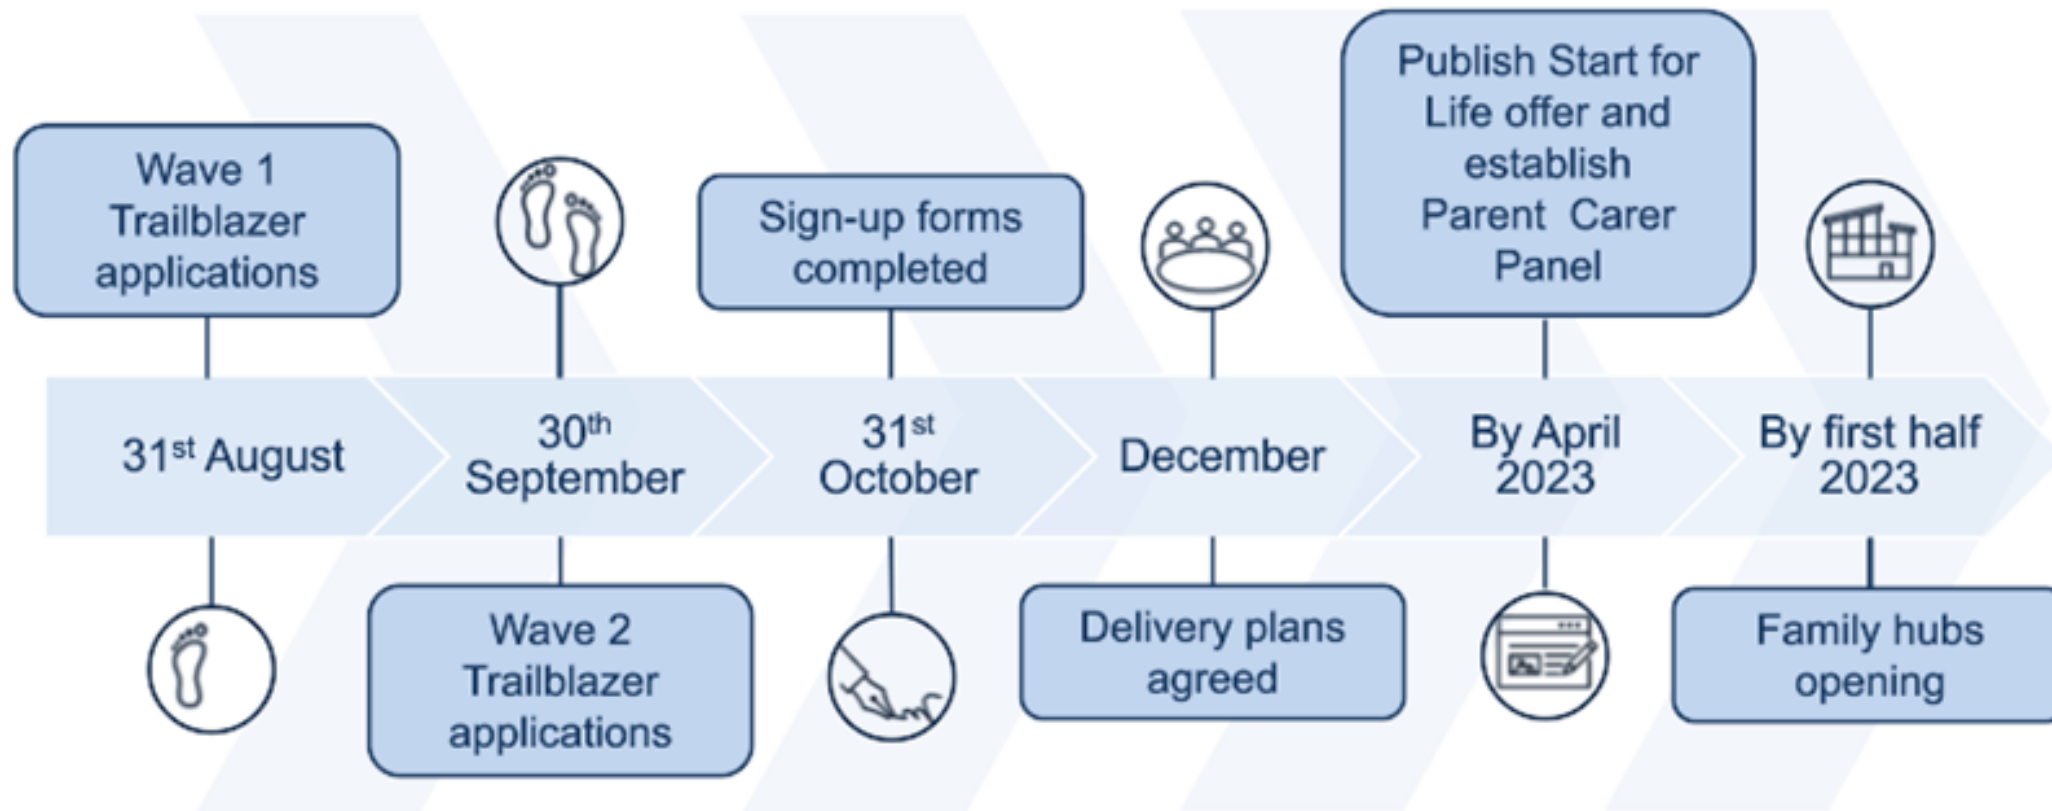 Wave 1
Trailblazer
applications
31st August
30th
September
Wave 2
Trailblazer
applications
Sign-up forms
completed
31st
October
December
Delivery plans
agreed
Publish Start for
Life offer and
establish
Parent Carer
Panel
By April
2023
By first half
2023
Family hubs
opening